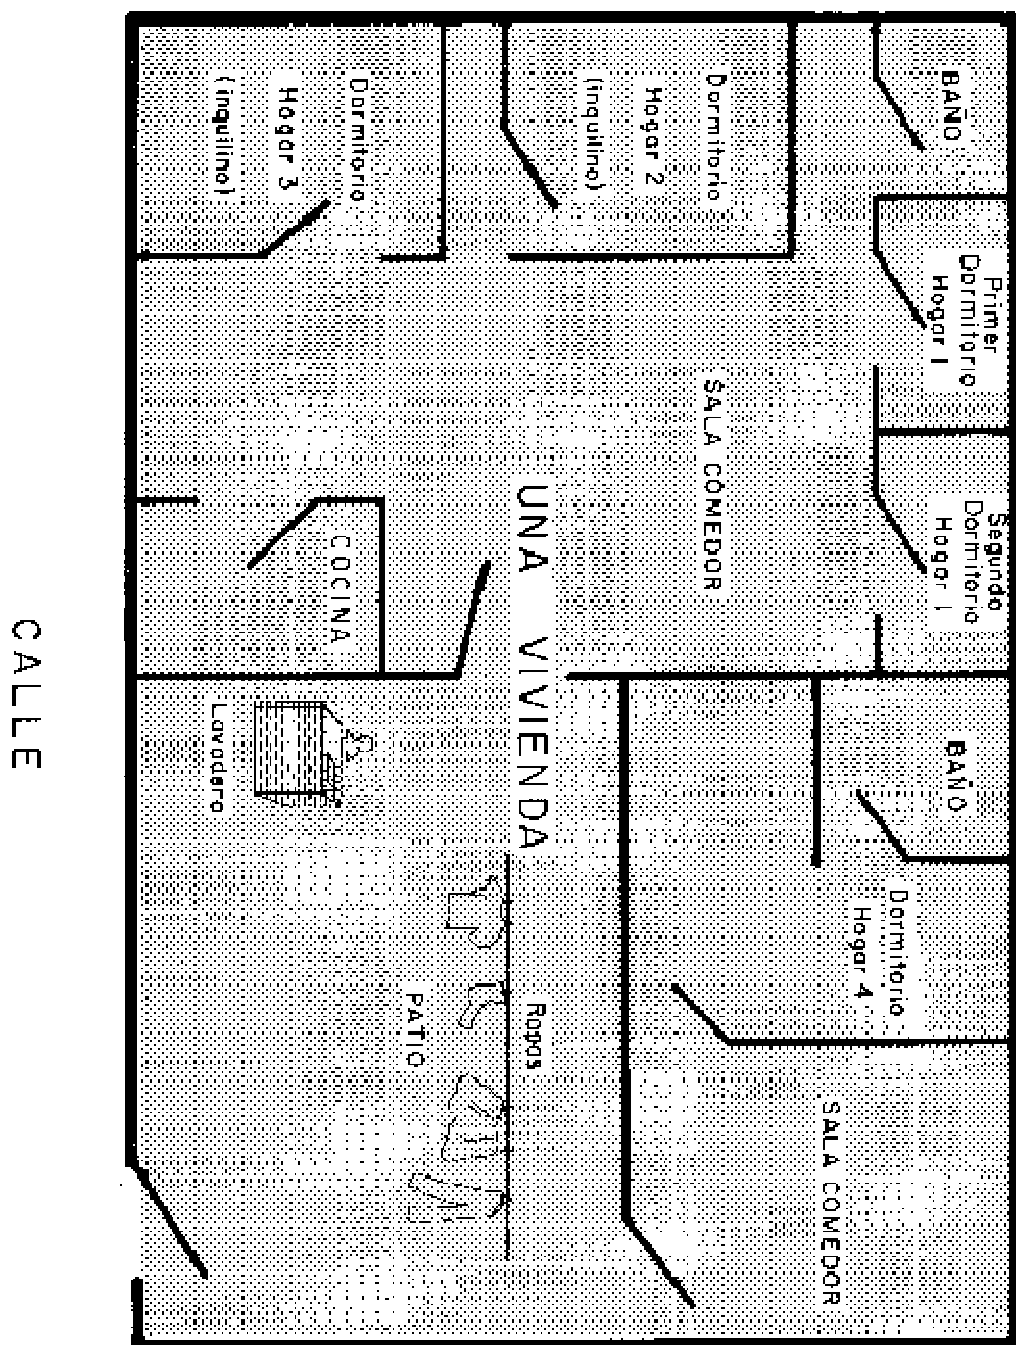 BAÑO
Primer
Dormitorio
Hogar 1
Segundo
Dormitorio
Hogar 1
BAÑO
Dormitorio
Hogar 4
SALA COMEDOR
Dormitorio
Hogar 2
(inquilino)
SALA COMEDOR
UNA VIVIENDA
Ropas
PATIO
Dormitorio
Hogar 3
(inquilino)
COCINA
Lavadero
CALLE